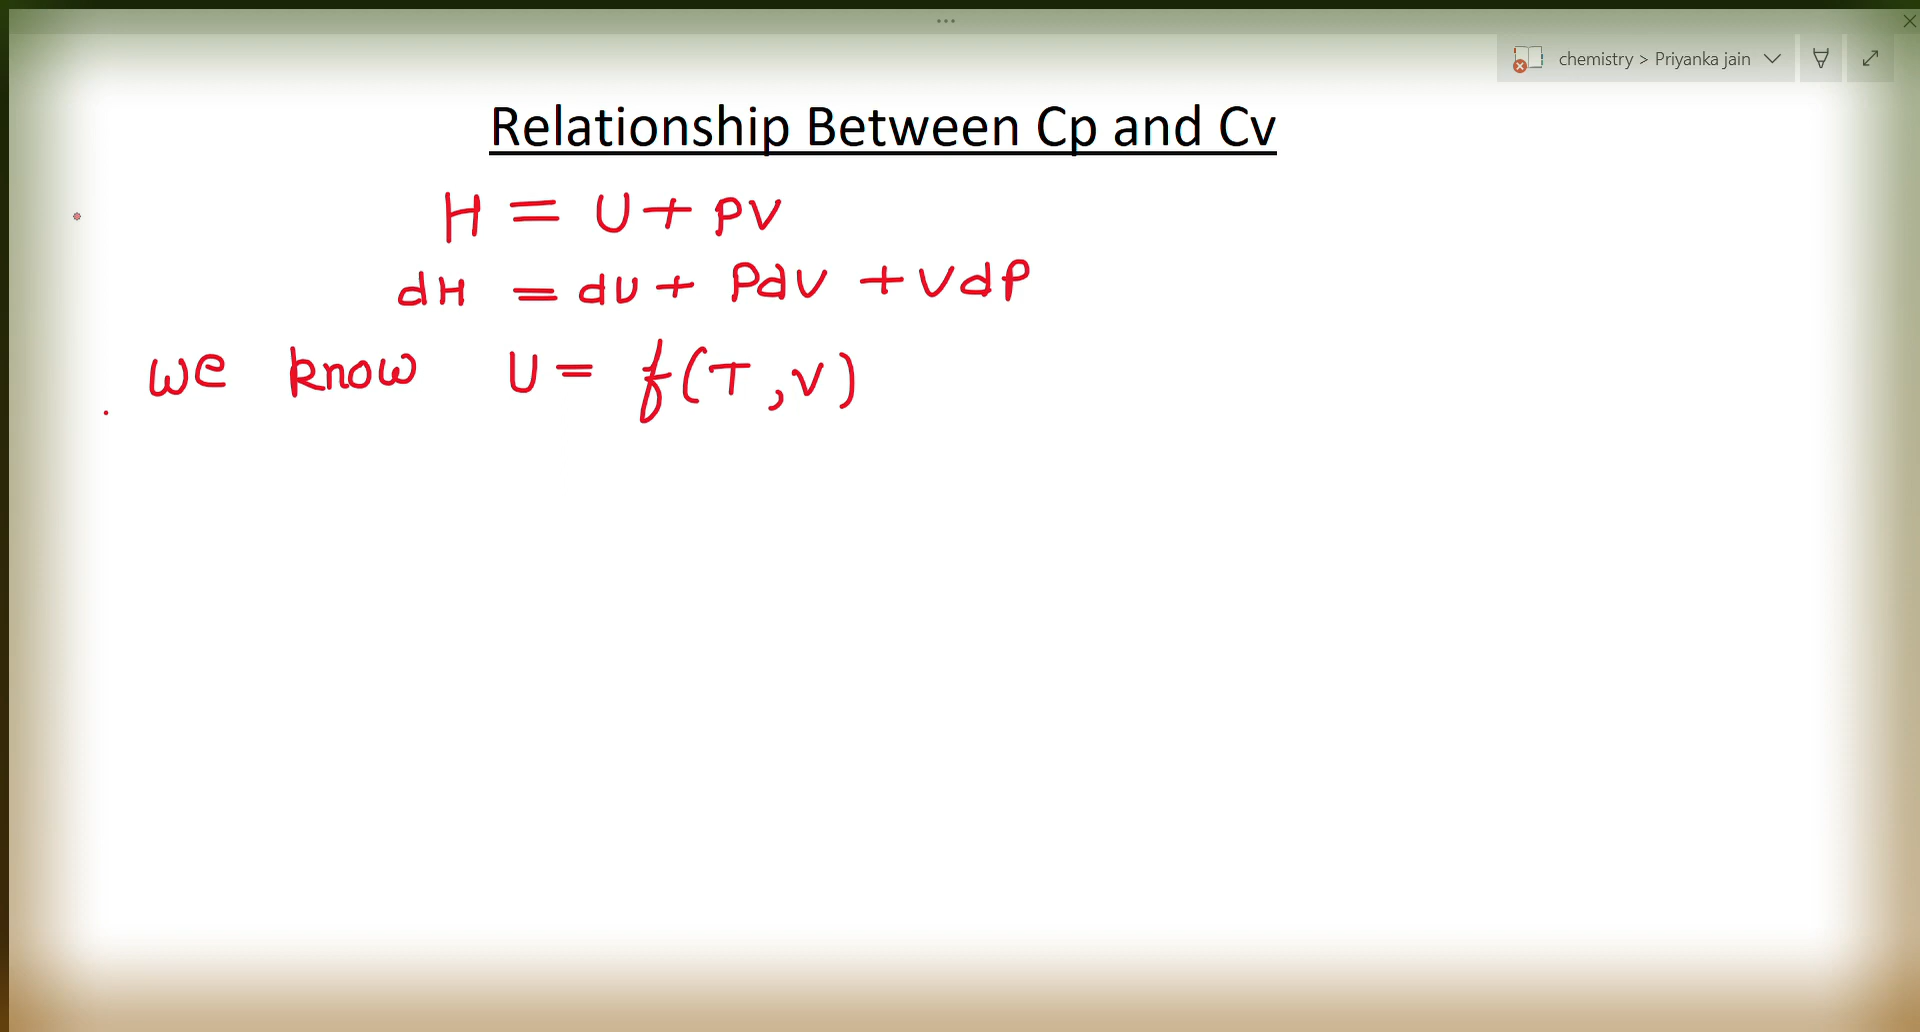 chemistry > Priyanka jain
Relationship Between Cp and Cv
H = U + PV
dH = dU + PdV + VdP
we know U = f(T,V)